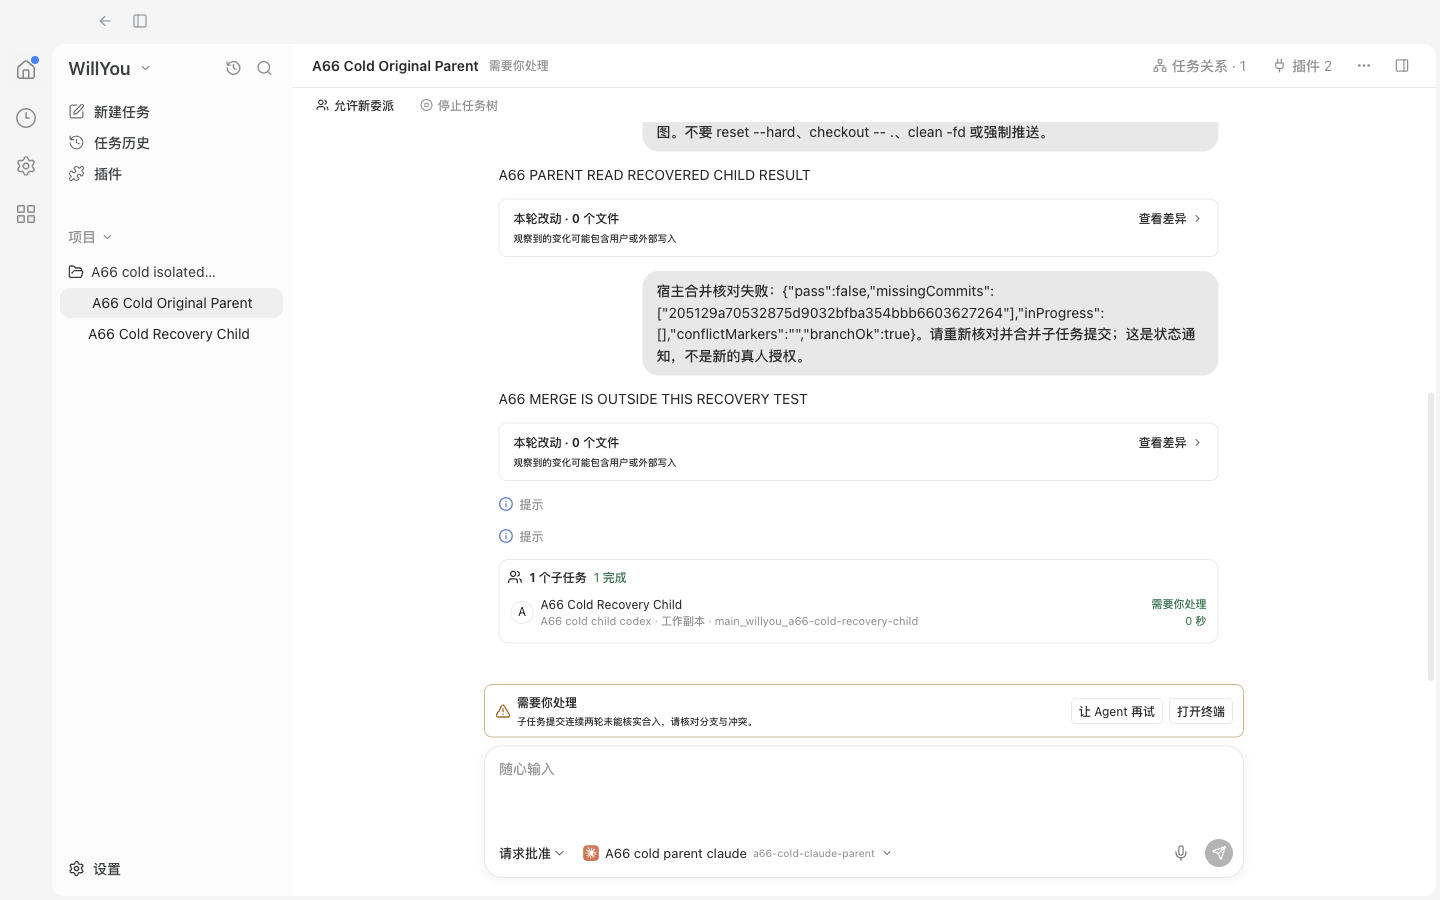 WillYou
新建任务
任务历史
插件
项目
A66 cold isolated...
A66 Cold Original Parent
A66 Cold Recovery Child
设置
A66 Cold Original Parent 需要你处理
任务关系 · 1 插件 2
允许新委派 停止任务树
图。不要 reset --hard、checkout -- .、clean -fd 或强制推送。
A66 PARENT READ RECOVERED CHILD RESULT
本轮改动 · 0 个文件 查看差异
观察到的变化可能包含用户或外部写入
宿主合并核对失败：{"pass":false,"missingCommits":
["205129a70532875d9032bfba354bbb6603627264"],"inProgress":
[],"conflictMarkers":"","branchOk":true}。请重新核对并合并子任务提交；这是状态通
知，不是新的真人授权。
A66 MERGE IS OUTSIDE THIS RECOVERY TEST
本轮改动 · 0 个文件 查看差异
观察到的变化可能包含用户或外部写入
提示
提示
1 个子任务 1 完成
A
A66 Cold Recovery Child 需要你处理
A66 cold child codex · 工作副本 · main_willyou_a66-cold-recovery-child 0 秒
需要你处理
子任务提交连续两轮未能核实合入，请核对分支与冲突。
让 Agent 再试 打开终端
随心输入
请求批准 A66 cold parent claude a66-cold-claude-parent